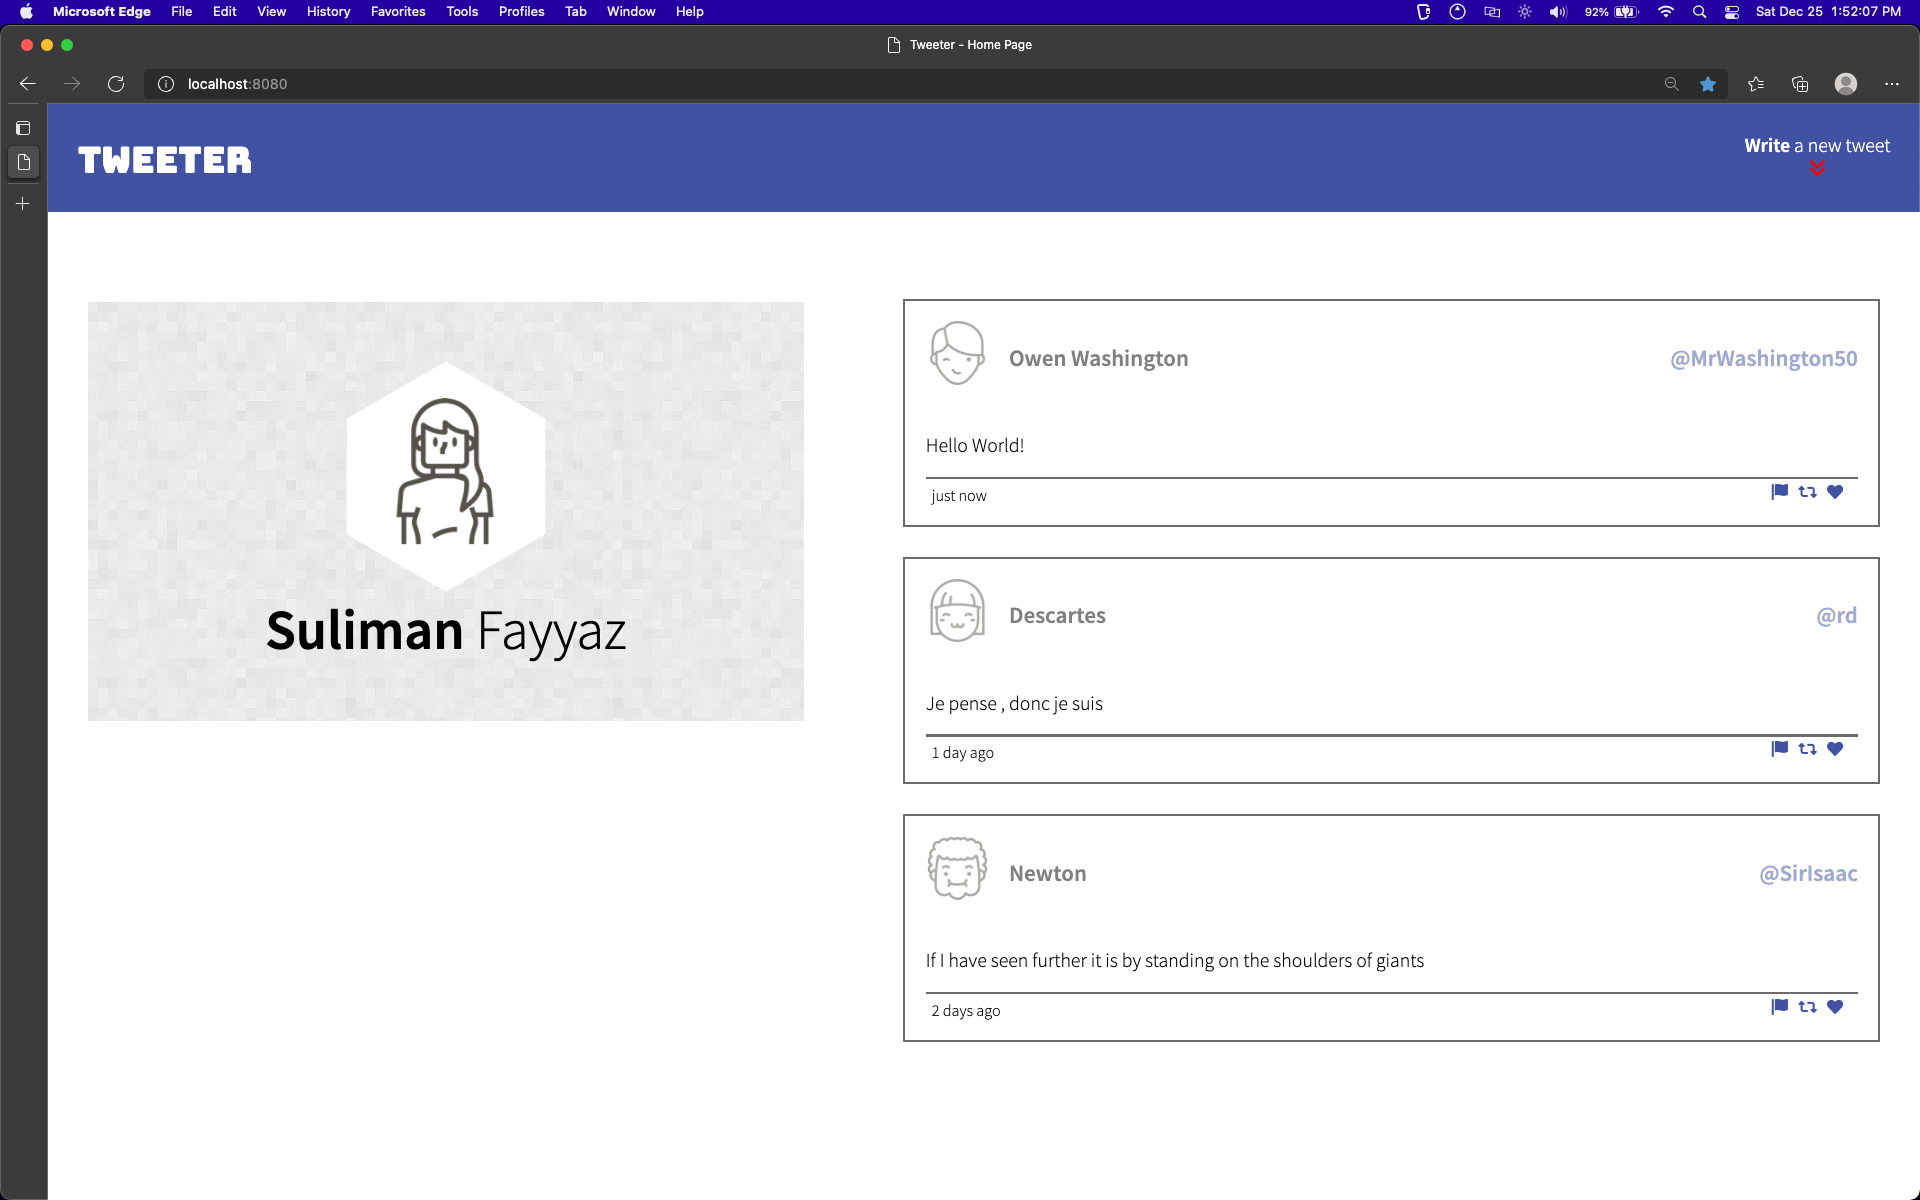 Microsoft Edge File Edit View History Favorites Tools Profiles Tab Window Help 92% Sat Dec 25 1:52:07 PM
Tweeter - Home Page
localhost:8080
TWEETER
Write a new tweet
Suliman Fayyaz
Owen Washington @MrWashington50
Hello World!
just now
Descartes @rd
Je pense , donc je suis
1 day ago
Newton @SirIsaac
If I have seen further it is by standing on the shoulders of giants
2 days ago